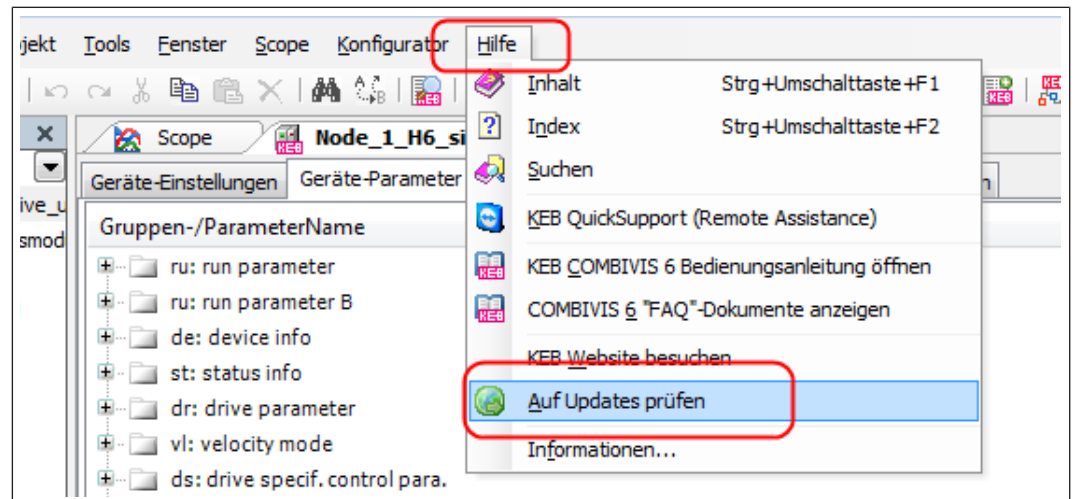 jekt Tools Fenster Scope Konfigurator Hilfe
Inhalt Strg+Umschalttaste+F1
Index Strg+Umschalttaste+F2
Suchen
KEB QuickSupport (Remote Assistance)
KEB COMBIVIS 6 Bedienungsanleitung öffnen
COMBIVIS 6 "FAQ"-Dokumente anzeigen
KEB Website besuchen
Auf Updates prüfen
Informationen...
Scope Node_1_H6_si
Geräte-Einstellungen Geräte-Parameter n
ive_u
smod
Gruppen-/ParameterName
ru: run parameter
ru: run parameter B
de: device info
st: status info
dr: drive parameter
vl: velocity mode
ds: drive specif. control para.